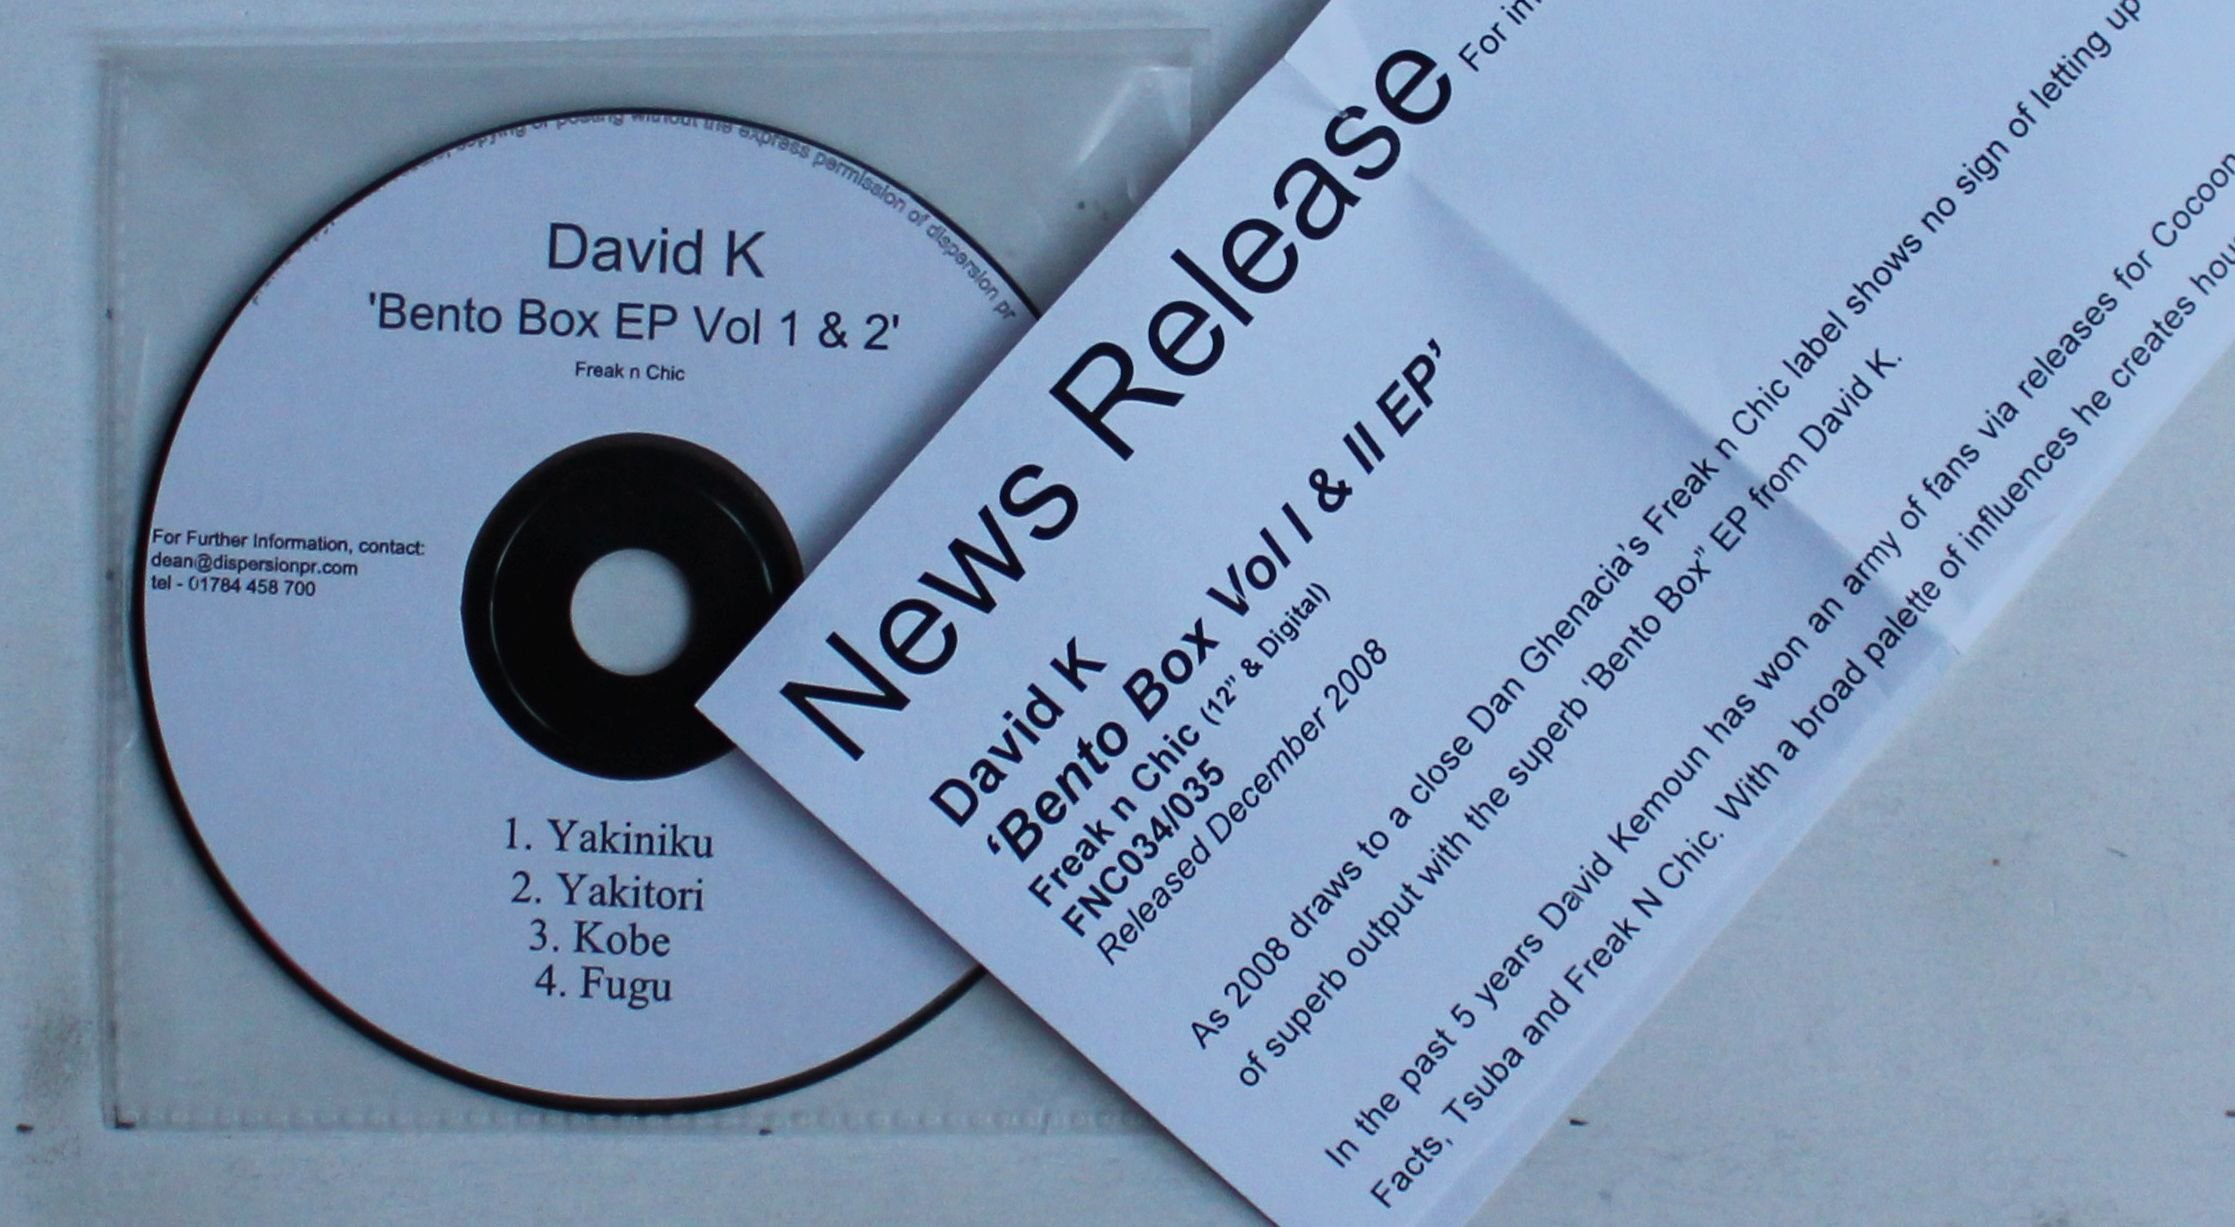 copying or posting without the express permission of dispersion pr
David K
'Bento Box EP Vol 1 & 2'
Freak n Chic
For Further Information, contact:
dean@dispersionpr.com
tel - 01784 458 700
1. Yakiniku
2. Yakitori
3. Kobe
4. Fugu
News Release For
David K
‘Bento Box Vol I & II EP’
Freak n Chic (12” & Digital)
FNC034/035
Released December 2008
As 2008 draws to a close Dan Ghenacia’s Freak n Chic label shows no sign of letting up
of superb output with the superb ‘Bento Box” EP from David K.
In the past 5 years David Kemoun has won an army of fans via releases for Cocoon
Facts, Tsuba and Freak N Chic. With a broad palette of influences he creates